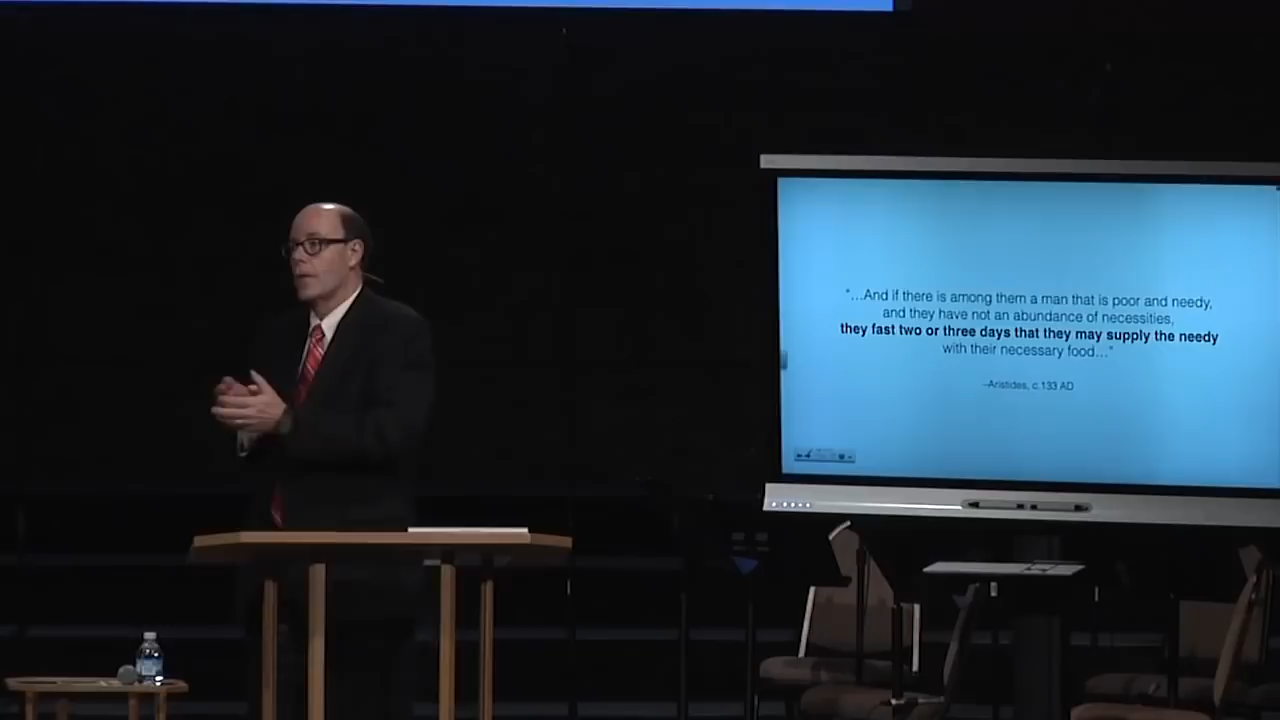 "...And if there is among them a man that is poor and needy,
and they have not an abundance of necessities,
they fast two or three days that they may supply the needy
with their necessary food..."
–Aristides, c.133 AD